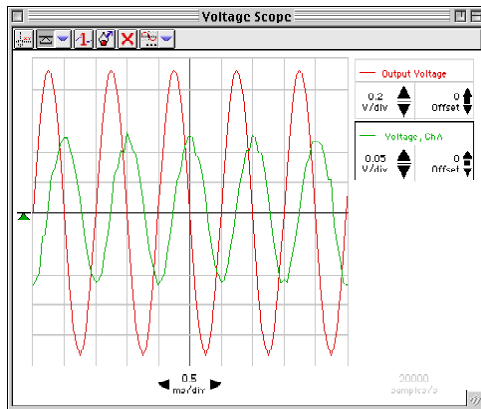 Voltage Scope
Output Voltage
0.2 V/div
0 Offset
Voltage, ChA
0.05 V/div
0 Offset
0.5 ms/div
20000 samples/s